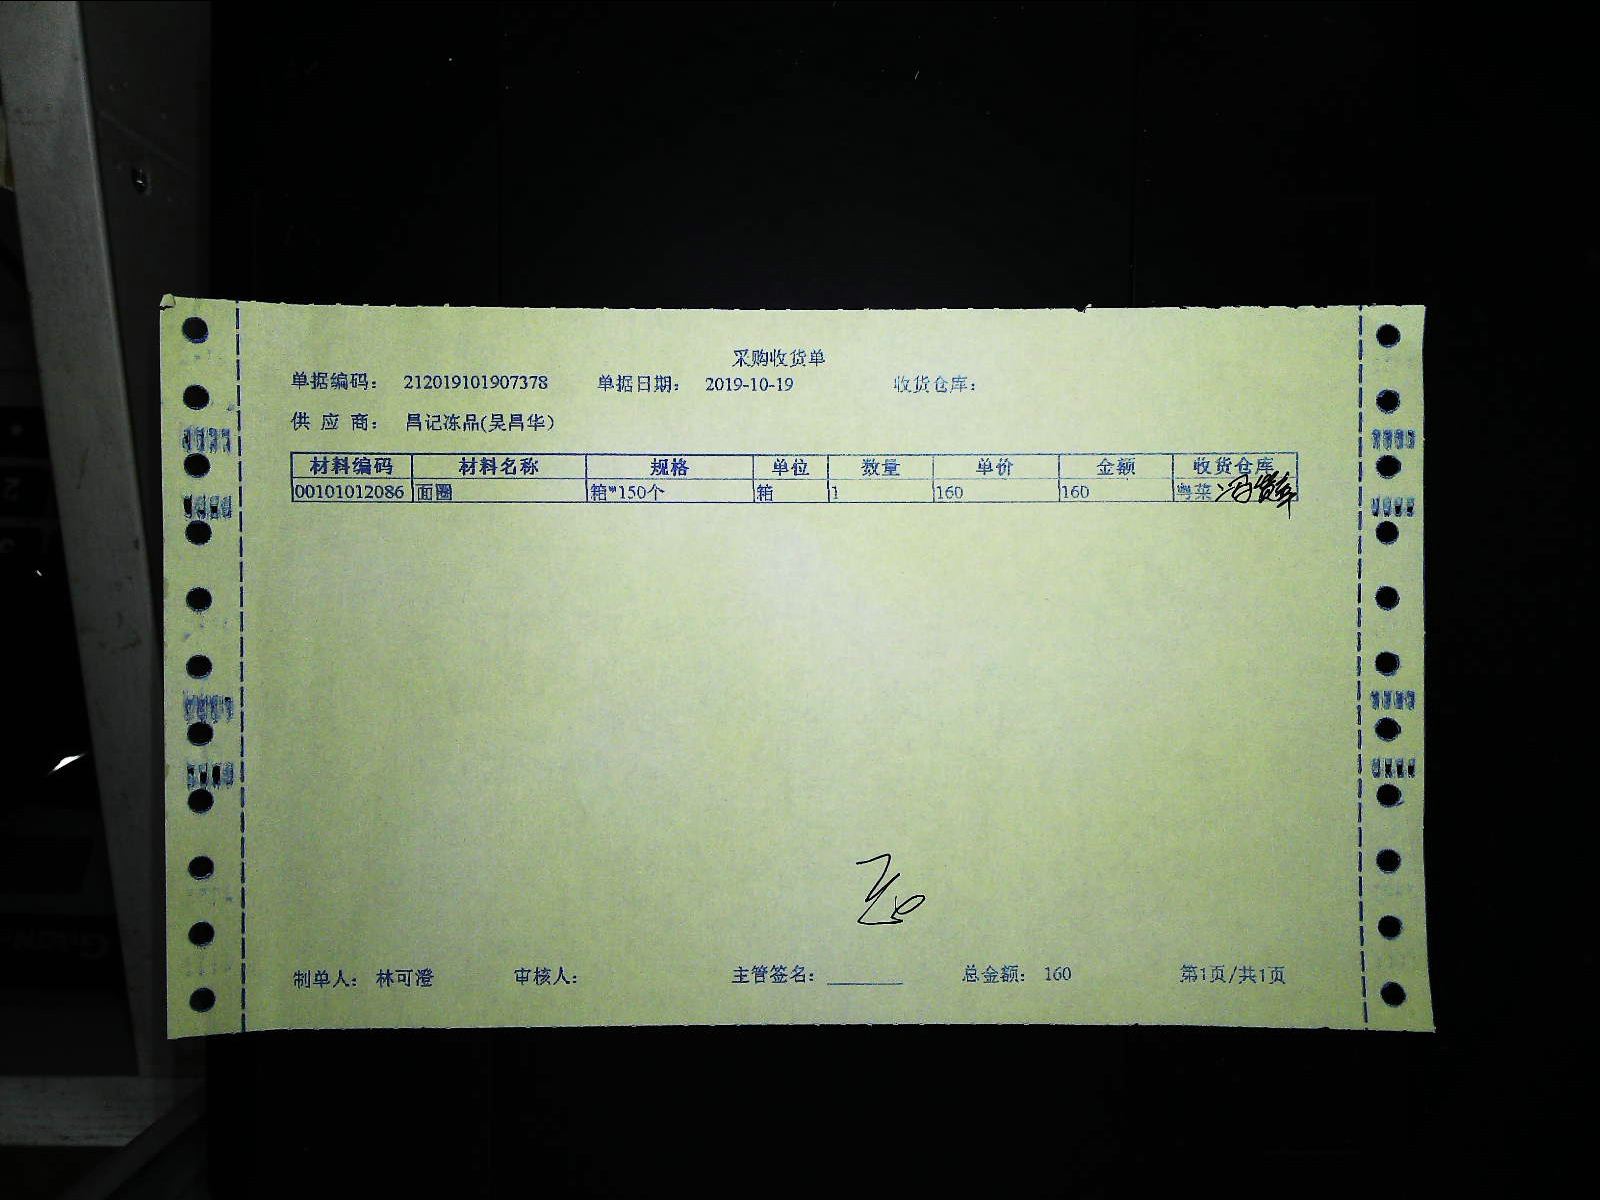 采购收货单
单据编码： 212019101907378 单据日期： 2019-10-19 收货仓库：
供 应 商： 昌记冻品(吴昌华)
材料编码 材料名称 规格 单位 数量 单价 金额 收货仓库
00101012086 面圈 箱*150个 箱 1 160 160 粤菜
制单人： 林可澄 审核人： 主管签名： 总金额： 160 第1页/共1页